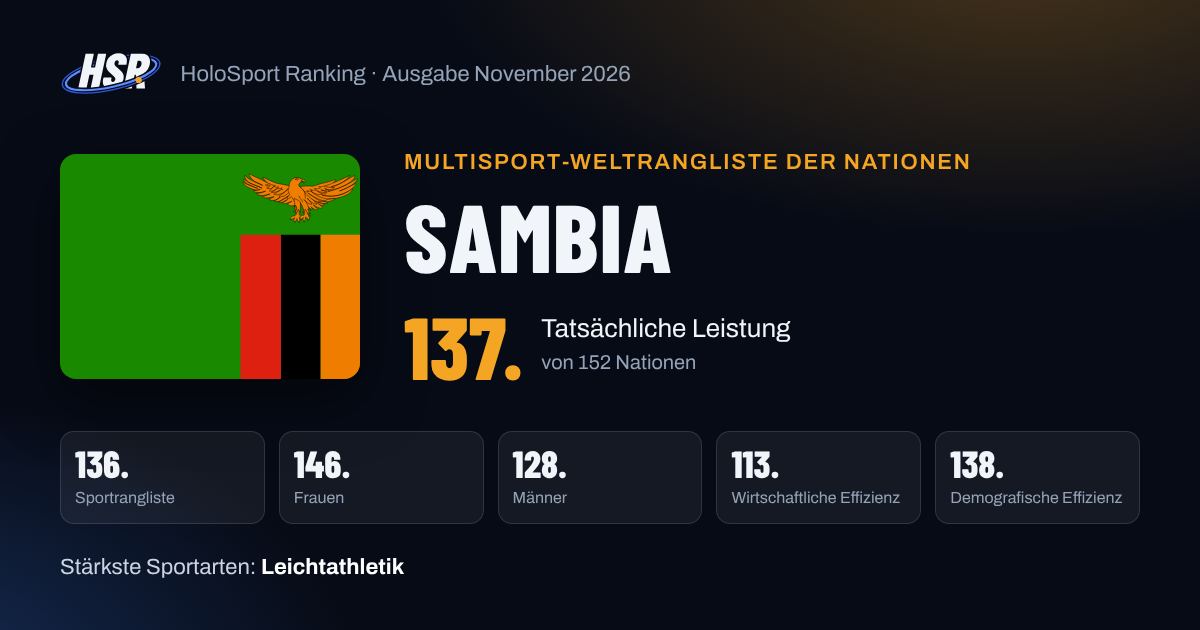 HSR
HoloSport Ranking · Ausgabe November 2026
MULTISPORT-WELTRANGLISTE DER NATIONEN
SAMBIA
137.
Tatsächliche Leistung
von 152 Nationen
136.
Sportrangliste
146.
Frauen
128.
Männer
113.
Wirtschaftliche Effizienz
138.
Demografische Effizienz
Stärkste Sportarten: Leichtathletik